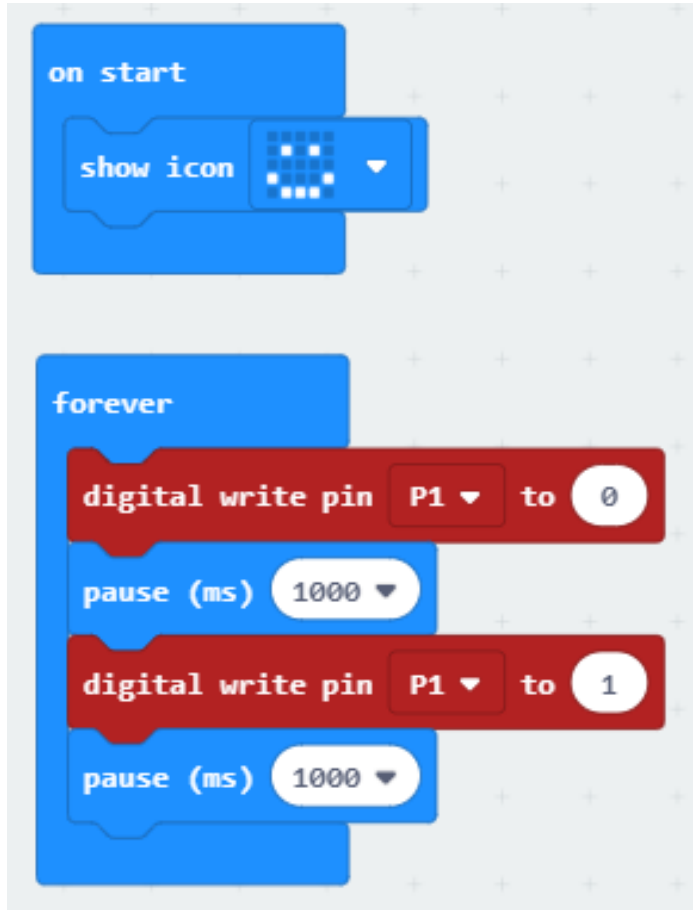 on start
show icon
forever
digital write pin P1 to 0
pause (ms) 1000
digital write pin P1 to 1
pause (ms) 1000